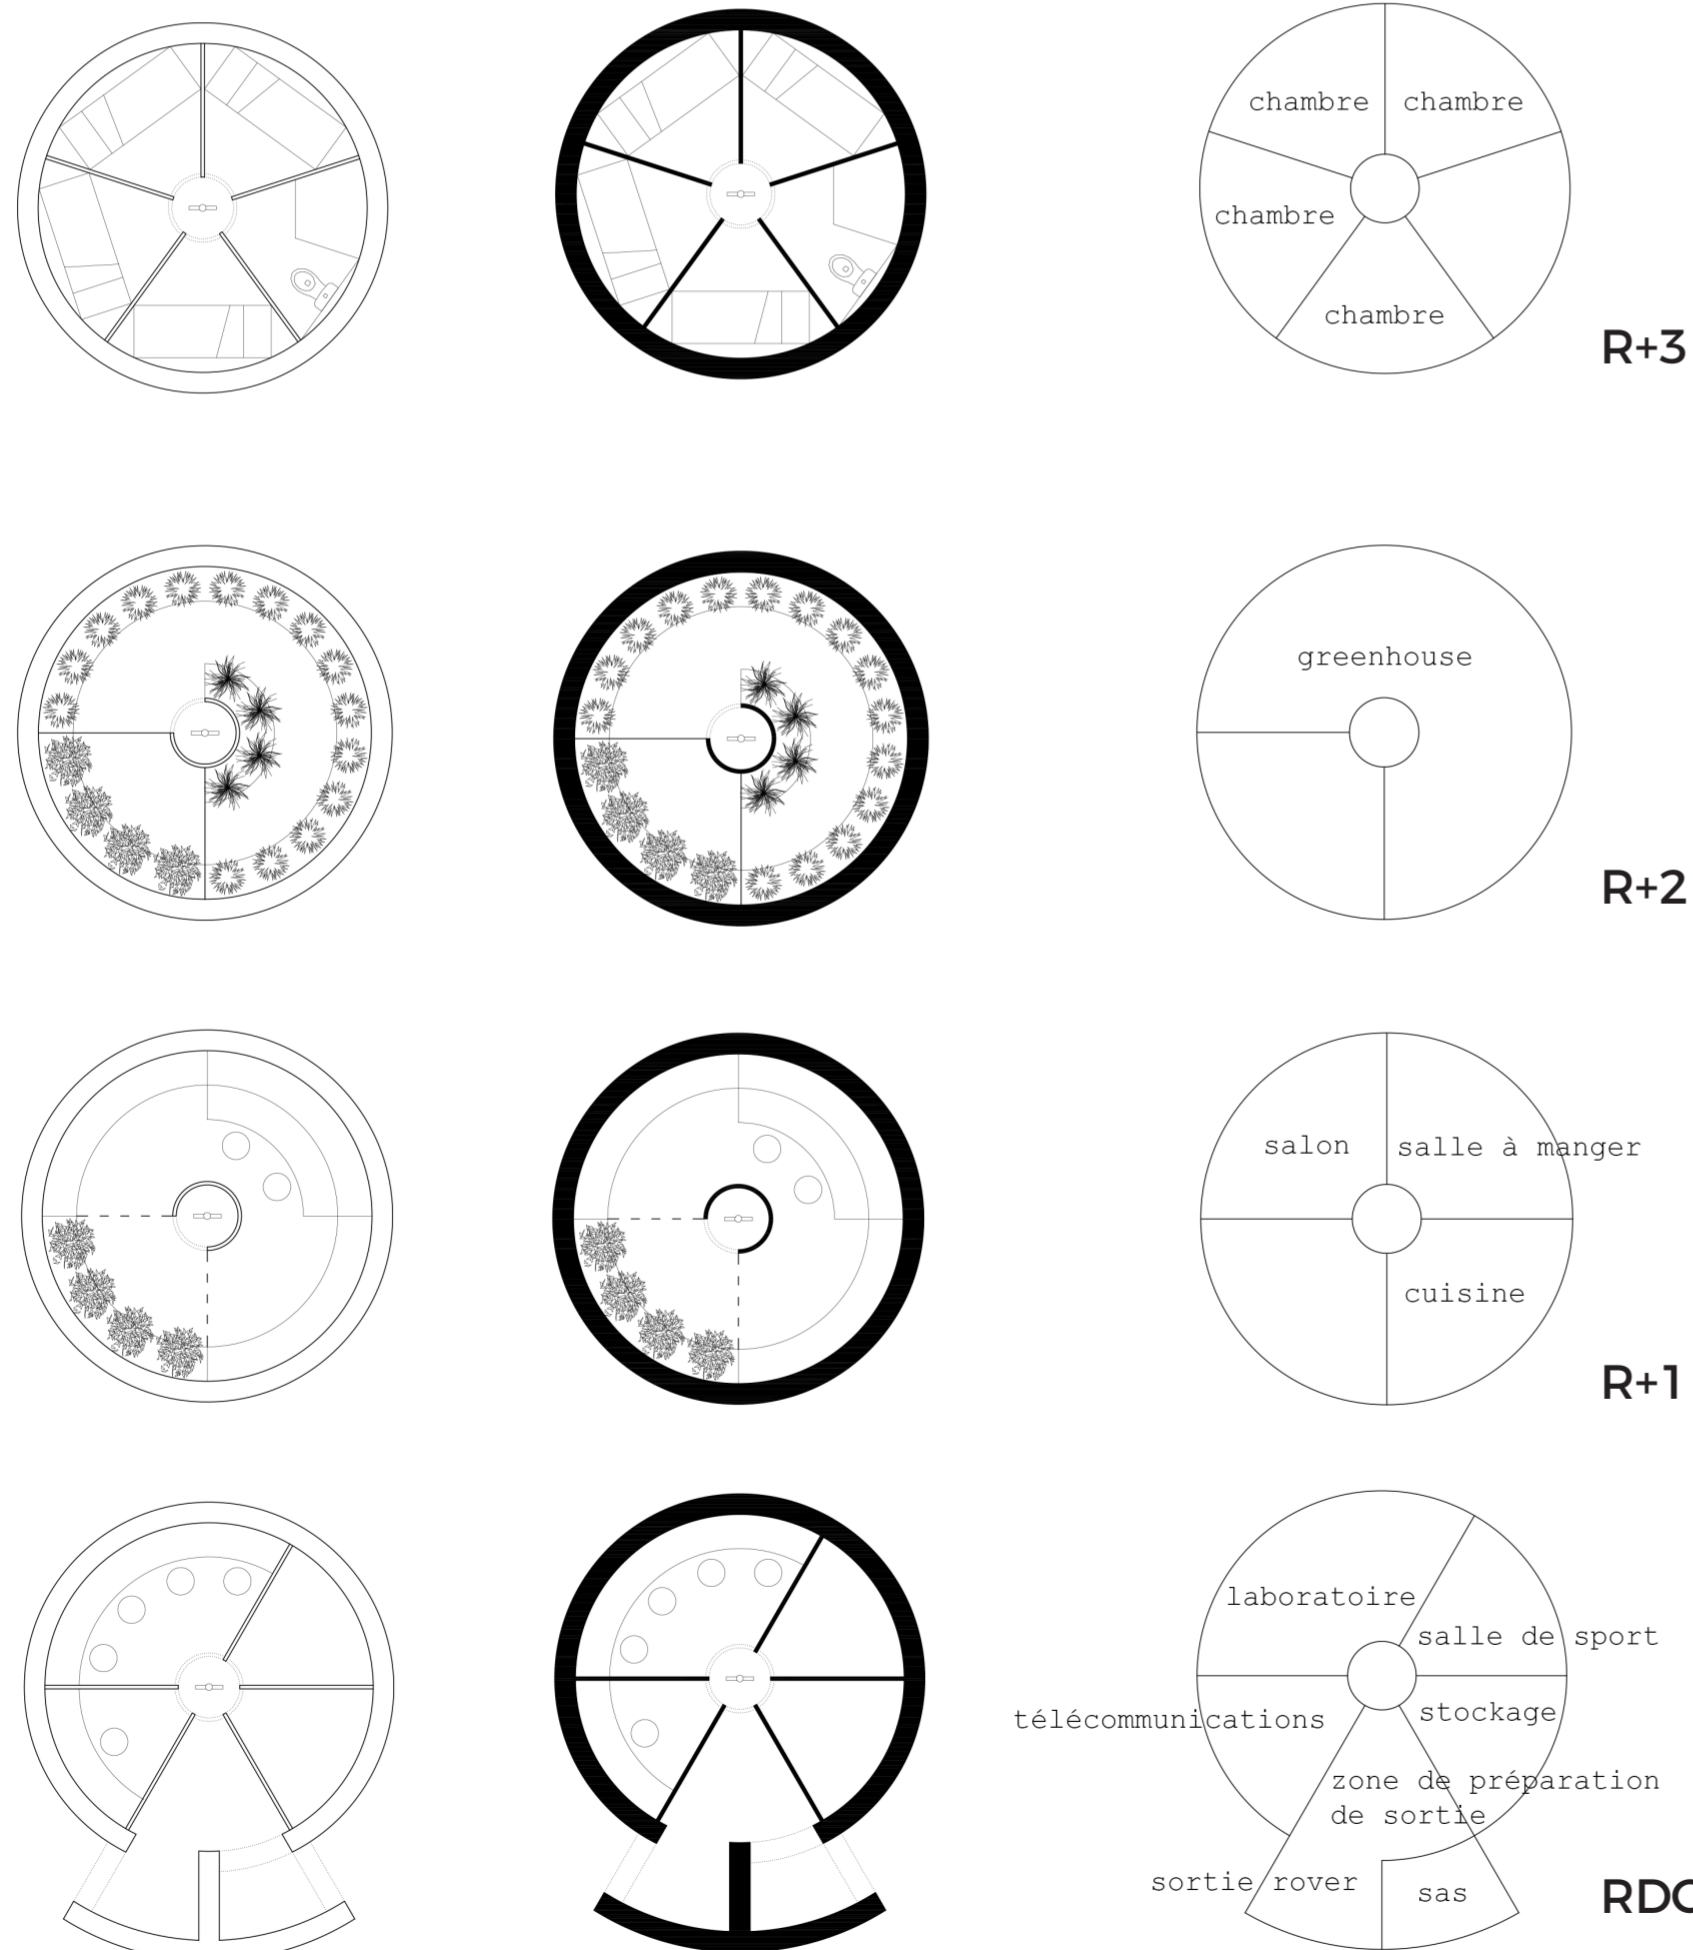 chambre chambre
chambre
chambre
R+3
greenhouse
R+2
salon salle à manger
cuisine
R+1
laboratoire
salle de sport
télécommunications stockage
zone de préparation
de sortie
sortie rover sas
RDC